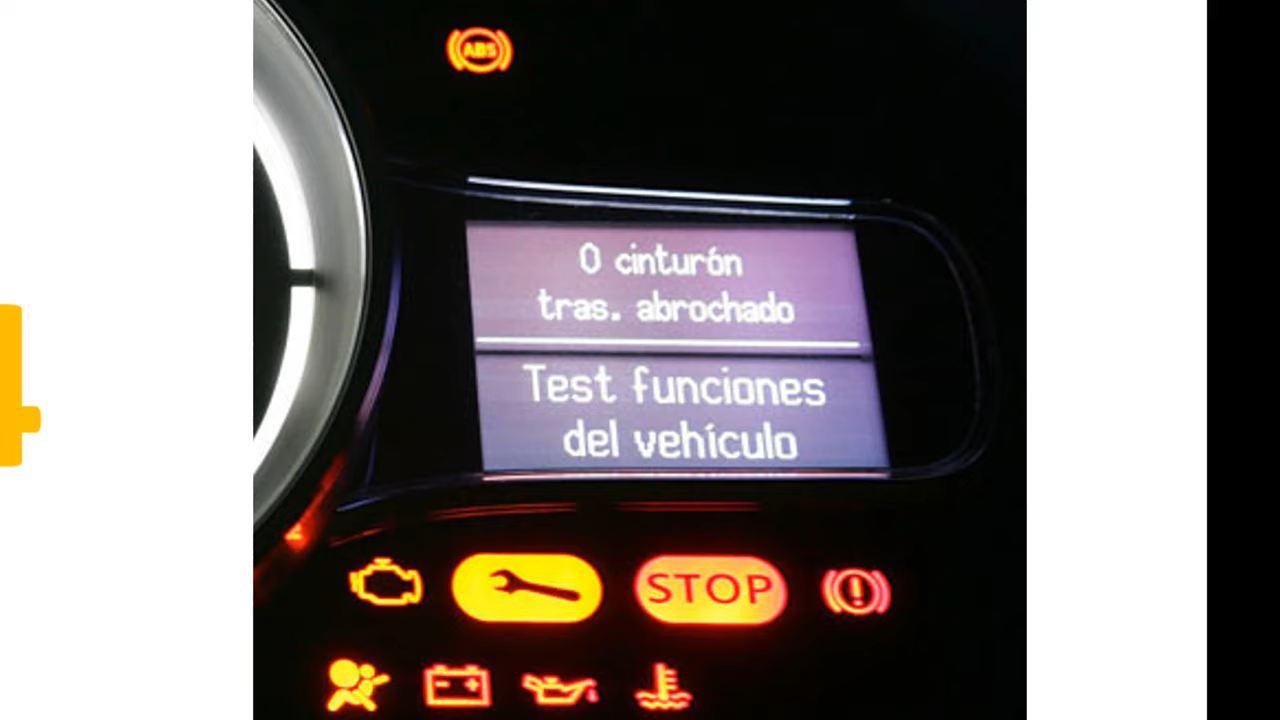 ABS
0 cinturón
tras. abrochado
Test funciones
del vehículo
STOP